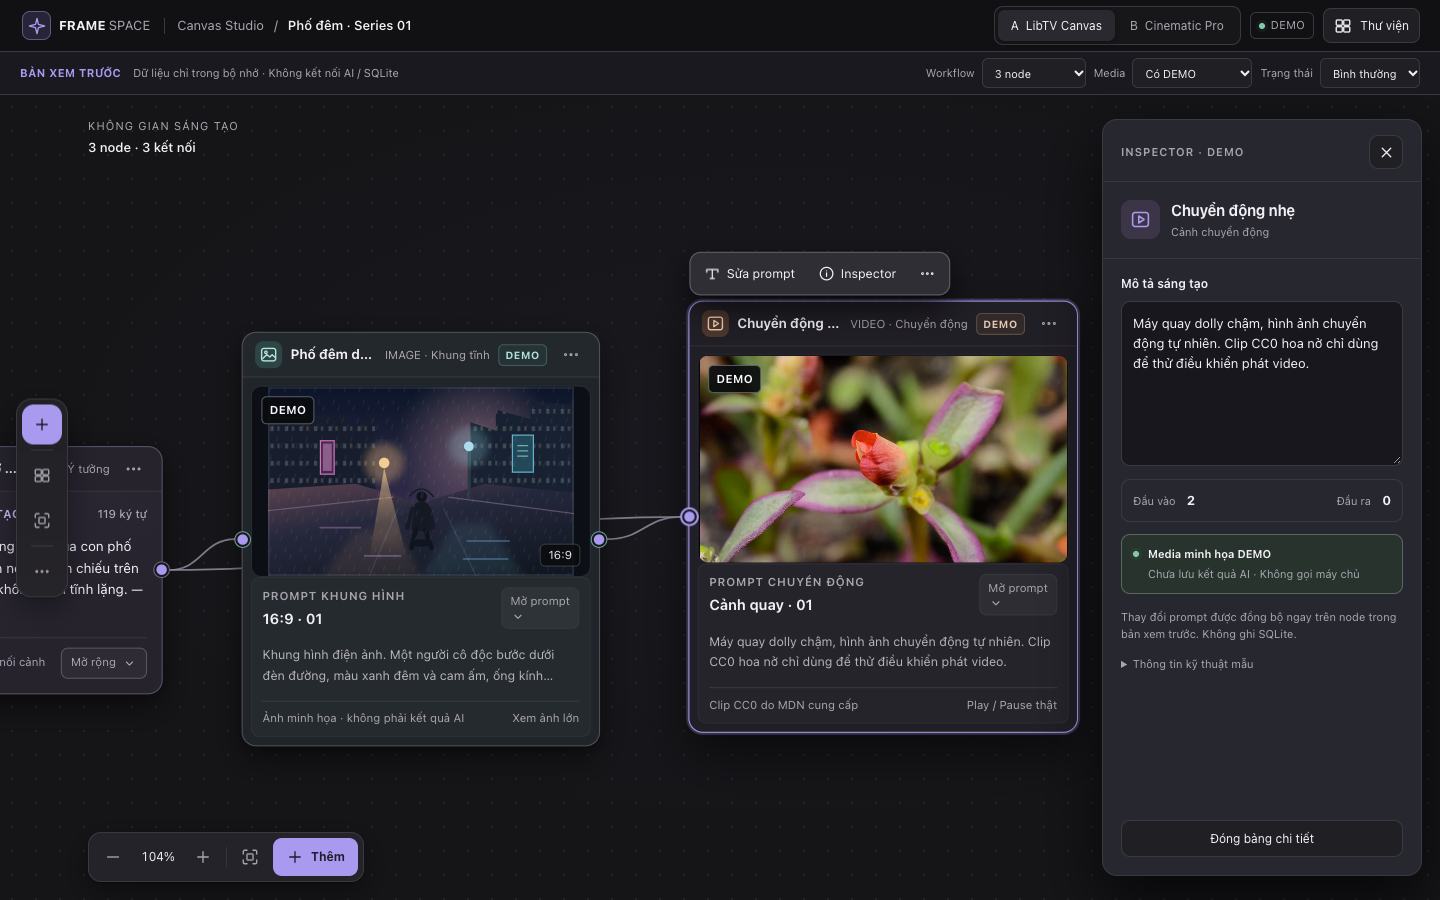 FRAME SPACE
Canvas Studio / Phố đêm · Series 01
A LibTV Canvas
B Cinematic Pro
DEMO
Thư viện
BẢN XEM TRƯỚC
Dữ liệu chỉ trong bộ nhớ · Không kết nối AI / SQLite
Workflow
3 node
Media
Có DEMO
Trạng thái
Bình thường
KHÔNG GIAN SÁNG TẠO
3 node · 3 kết nối
Ý tưởng
119 ký tự
con phố
chiếu trên
tĩnh lặng. —
nối cảnh
Mở rộng
Phố đêm d...
IMAGE · Khung tĩnh
DEMO
DEMO
16:9
PROMPT KHUNG HÌNH
16:9 · 01
Mở prompt
Khung hình điện ảnh. Một người cô độc bước dưới
đèn đường, màu xanh đêm và cam ấm, ống kính...
Ảnh minh họa · không phải kết quả AI
Xem ảnh lớn
Sửa prompt
Inspector
Chuyển động ...
VIDEO · Chuyển động
DEMO
DEMO
PROMPT CHUYỂN ĐỘNG
Cảnh quay · 01
Mở prompt
Máy quay dolly chậm, hình ảnh chuyển động tự nhiên. Clip
CC0 hoa nở chỉ dùng để thử điều khiển phát video.
Clip CC0 do MDN cung cấp
Play / Pause thật
INSPECTOR · DEMO
Chuyển động nhẹ
Cảnh chuyển động
Mô tả sáng tạo
Máy quay dolly chậm, hình ảnh chuyển
động tự nhiên. Clip CC0 hoa nở chỉ dùng
để thử điều khiển phát video.
Đầu vào 2
Đầu ra 0
Media minh họa DEMO
Chưa lưu kết quả AI · Không gọi máy chủ
Thay đổi prompt được đồng bộ ngay trên node trong
bản xem trước. Không ghi SQLite.
Thông tin kỹ thuật mẫu
Đóng bảng chi tiết
104%
Thêm